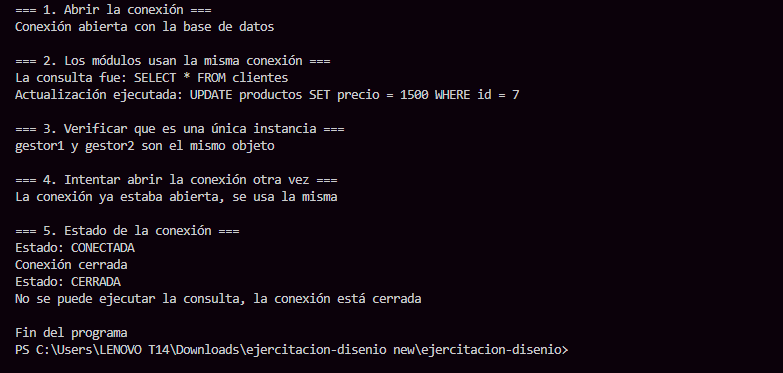 === 1. Abrir la conexión ===
Conexión abierta con la base de datos
=== 2. Los módulos usan la misma conexión ===
La consulta fue: SELECT * FROM clientes
Actualización ejecutada: UPDATE productos SET precio = 1500 WHERE id = 7
=== 3. Verificar que es una única instancia ===
gestor1 y gestor2 son el mismo objeto
=== 4. Intentar abrir la conexión otra vez ===
La conexión ya estaba abierta, se usa la misma
=== 5. Estado de la conexión ===
Estado: CONECTADA
Conexión cerrada
Estado: CERRADA
No se puede ejecutar la consulta, la conexión está cerrada
Fin del programa
PS C:\Users\LENOVO T14\Downloads\ejercitacion-disenio new\ejercitacion-disenio>